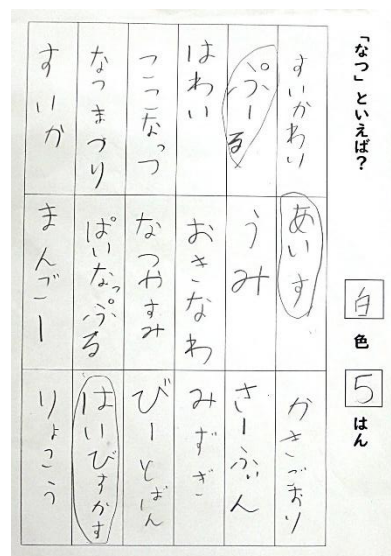 「なつ」といえば？ 白色 5はん
すいかわり
あいす
かきごおり
ぷーる
うみ
さーふぃん
はわい
おきなわ
みずぎ
ここなっつ
なつやすみ
びーとばん
なつまつり
ぱいなっぷる
はいびすかす
すいか
まんごー
りょこう